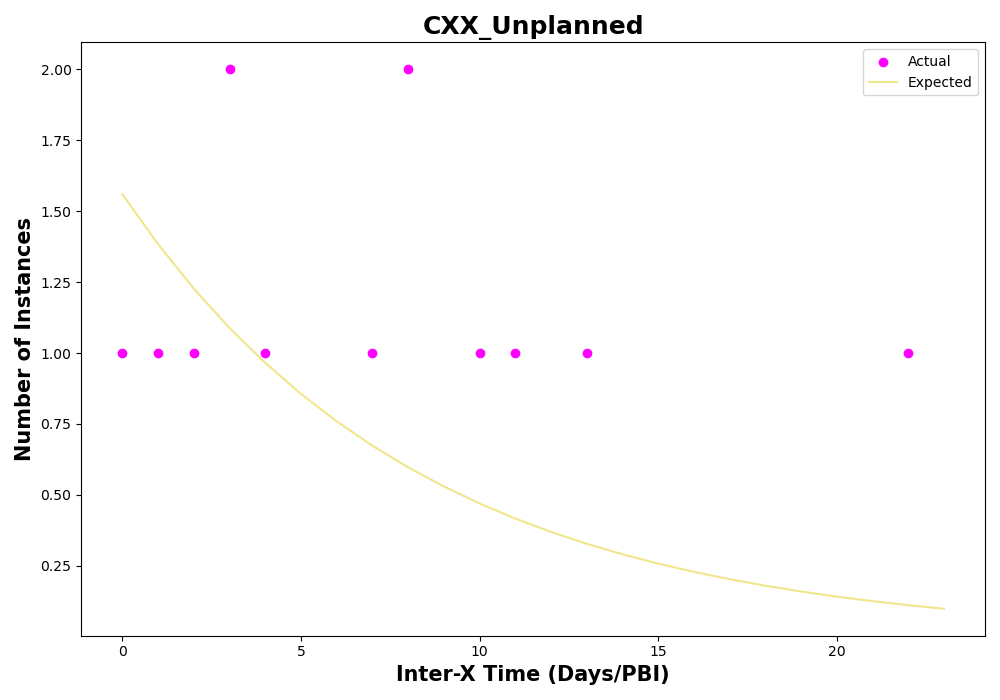 CXX_Unplanned
Actual
Expected
Number of Instances
2.00
1.75
1.50
1.25
1.00
0.75
0.50
0.25
0 5 10 15 20
Inter-X Time (Days/PBI)